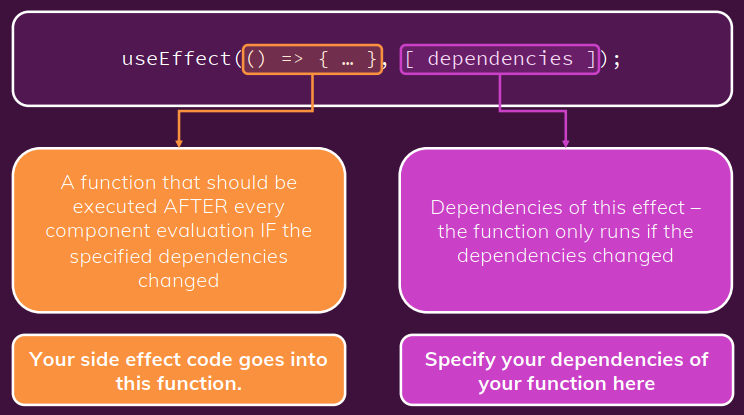 useEffect(() => { … }, [ dependencies ]);
A function that should be
executed AFTER every
component evaluation IF the
specified dependencies
changed
Dependencies of this effect –
the function only runs if the
dependencies changed
Your side effect code goes into
this function.
Specify your dependencies of
your function here